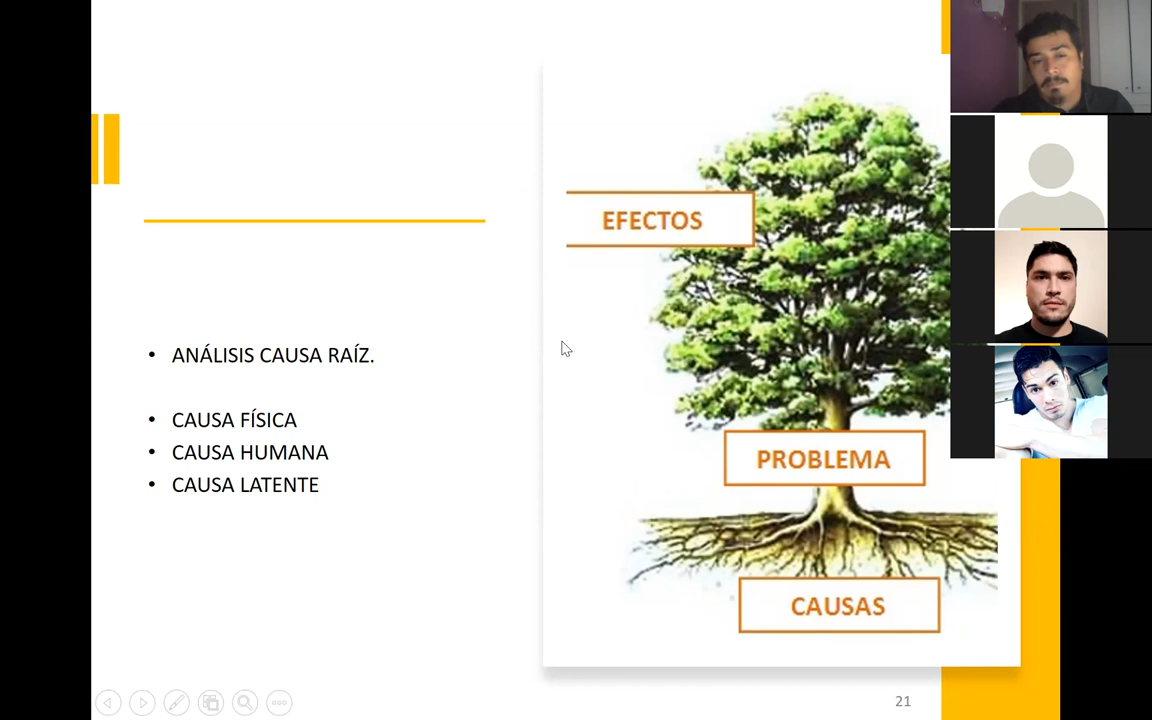 EFECTOS
• ANÁLISIS CAUSA RAÍZ.
• CAUSA FÍSICA
• CAUSA HUMANA
• CAUSA LATENTE
PROBLEMA
CAUSAS
21